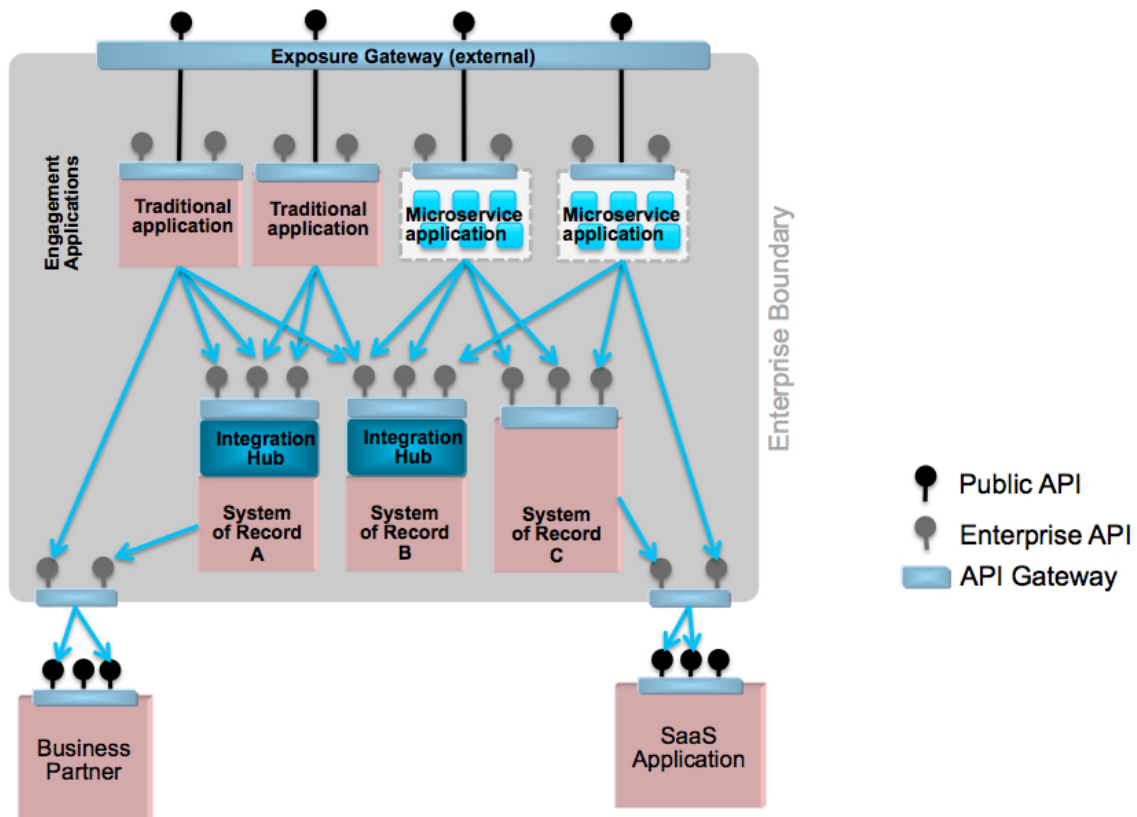 Exposure Gateway (external)
Engagement
Applications
Traditional
application
Traditional
application
Microservice
application
Microservice
application
Enterprise Boundary
Integration
Hub
System
of Record
A
Integration
Hub
System
of Record
B
System
of Record
C
Public API
Enterprise API
API Gateway
Business
Partner
SaaS
Application